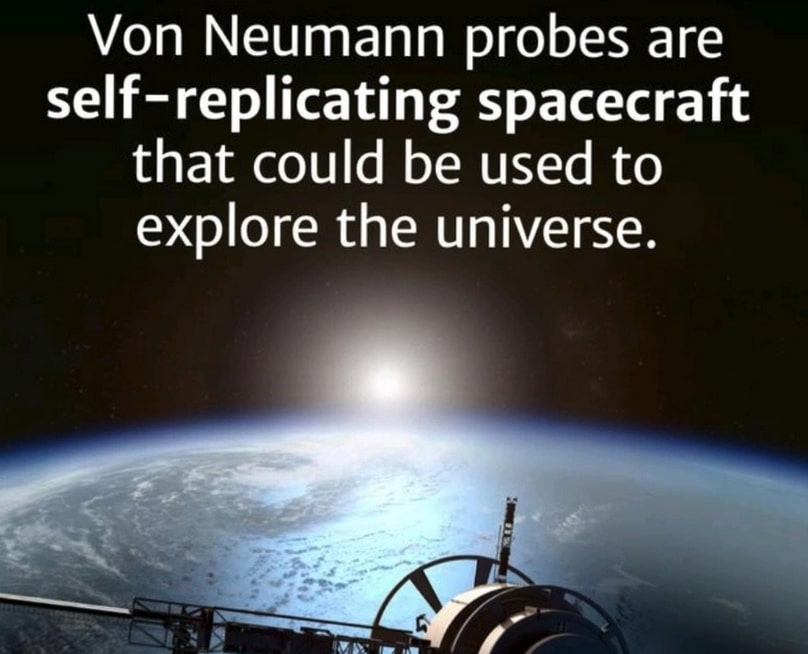 Von Neumann probes are
self-replicating spacecraft
that could be used to
explore the universe.